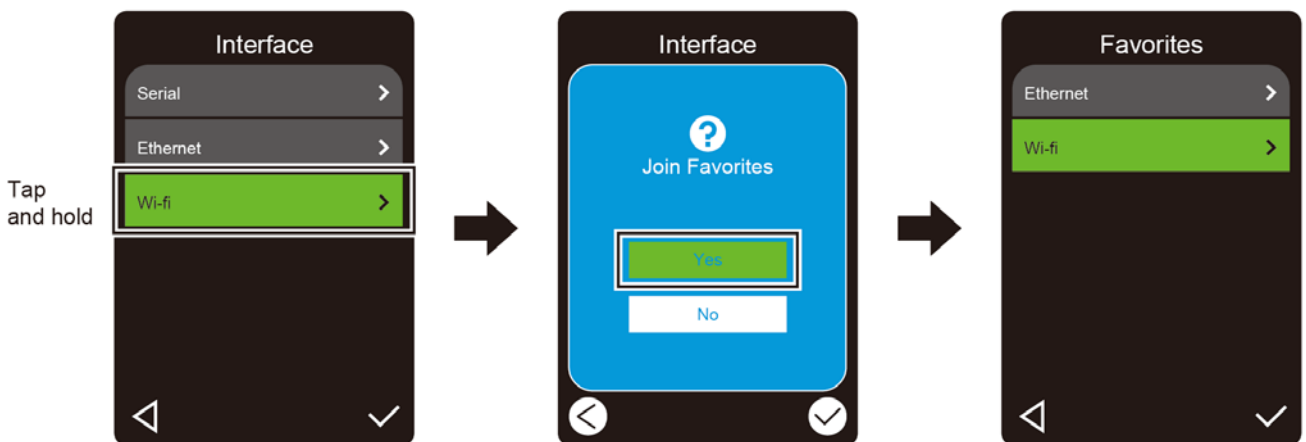 Tap
and hold
Interface
Serial
Ethernet
Wi-fi
Interface
Join Favorites
Yes
No
Favorites
Ethernet
Wi-fi